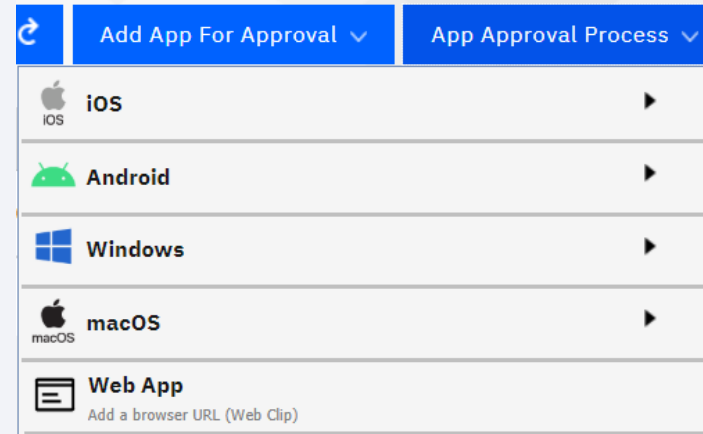 Add App For Approval
App Approval Process
iOS
iOS
Android
Windows
macOS
macOS
Web App
Add a browser URL (Web Clip)